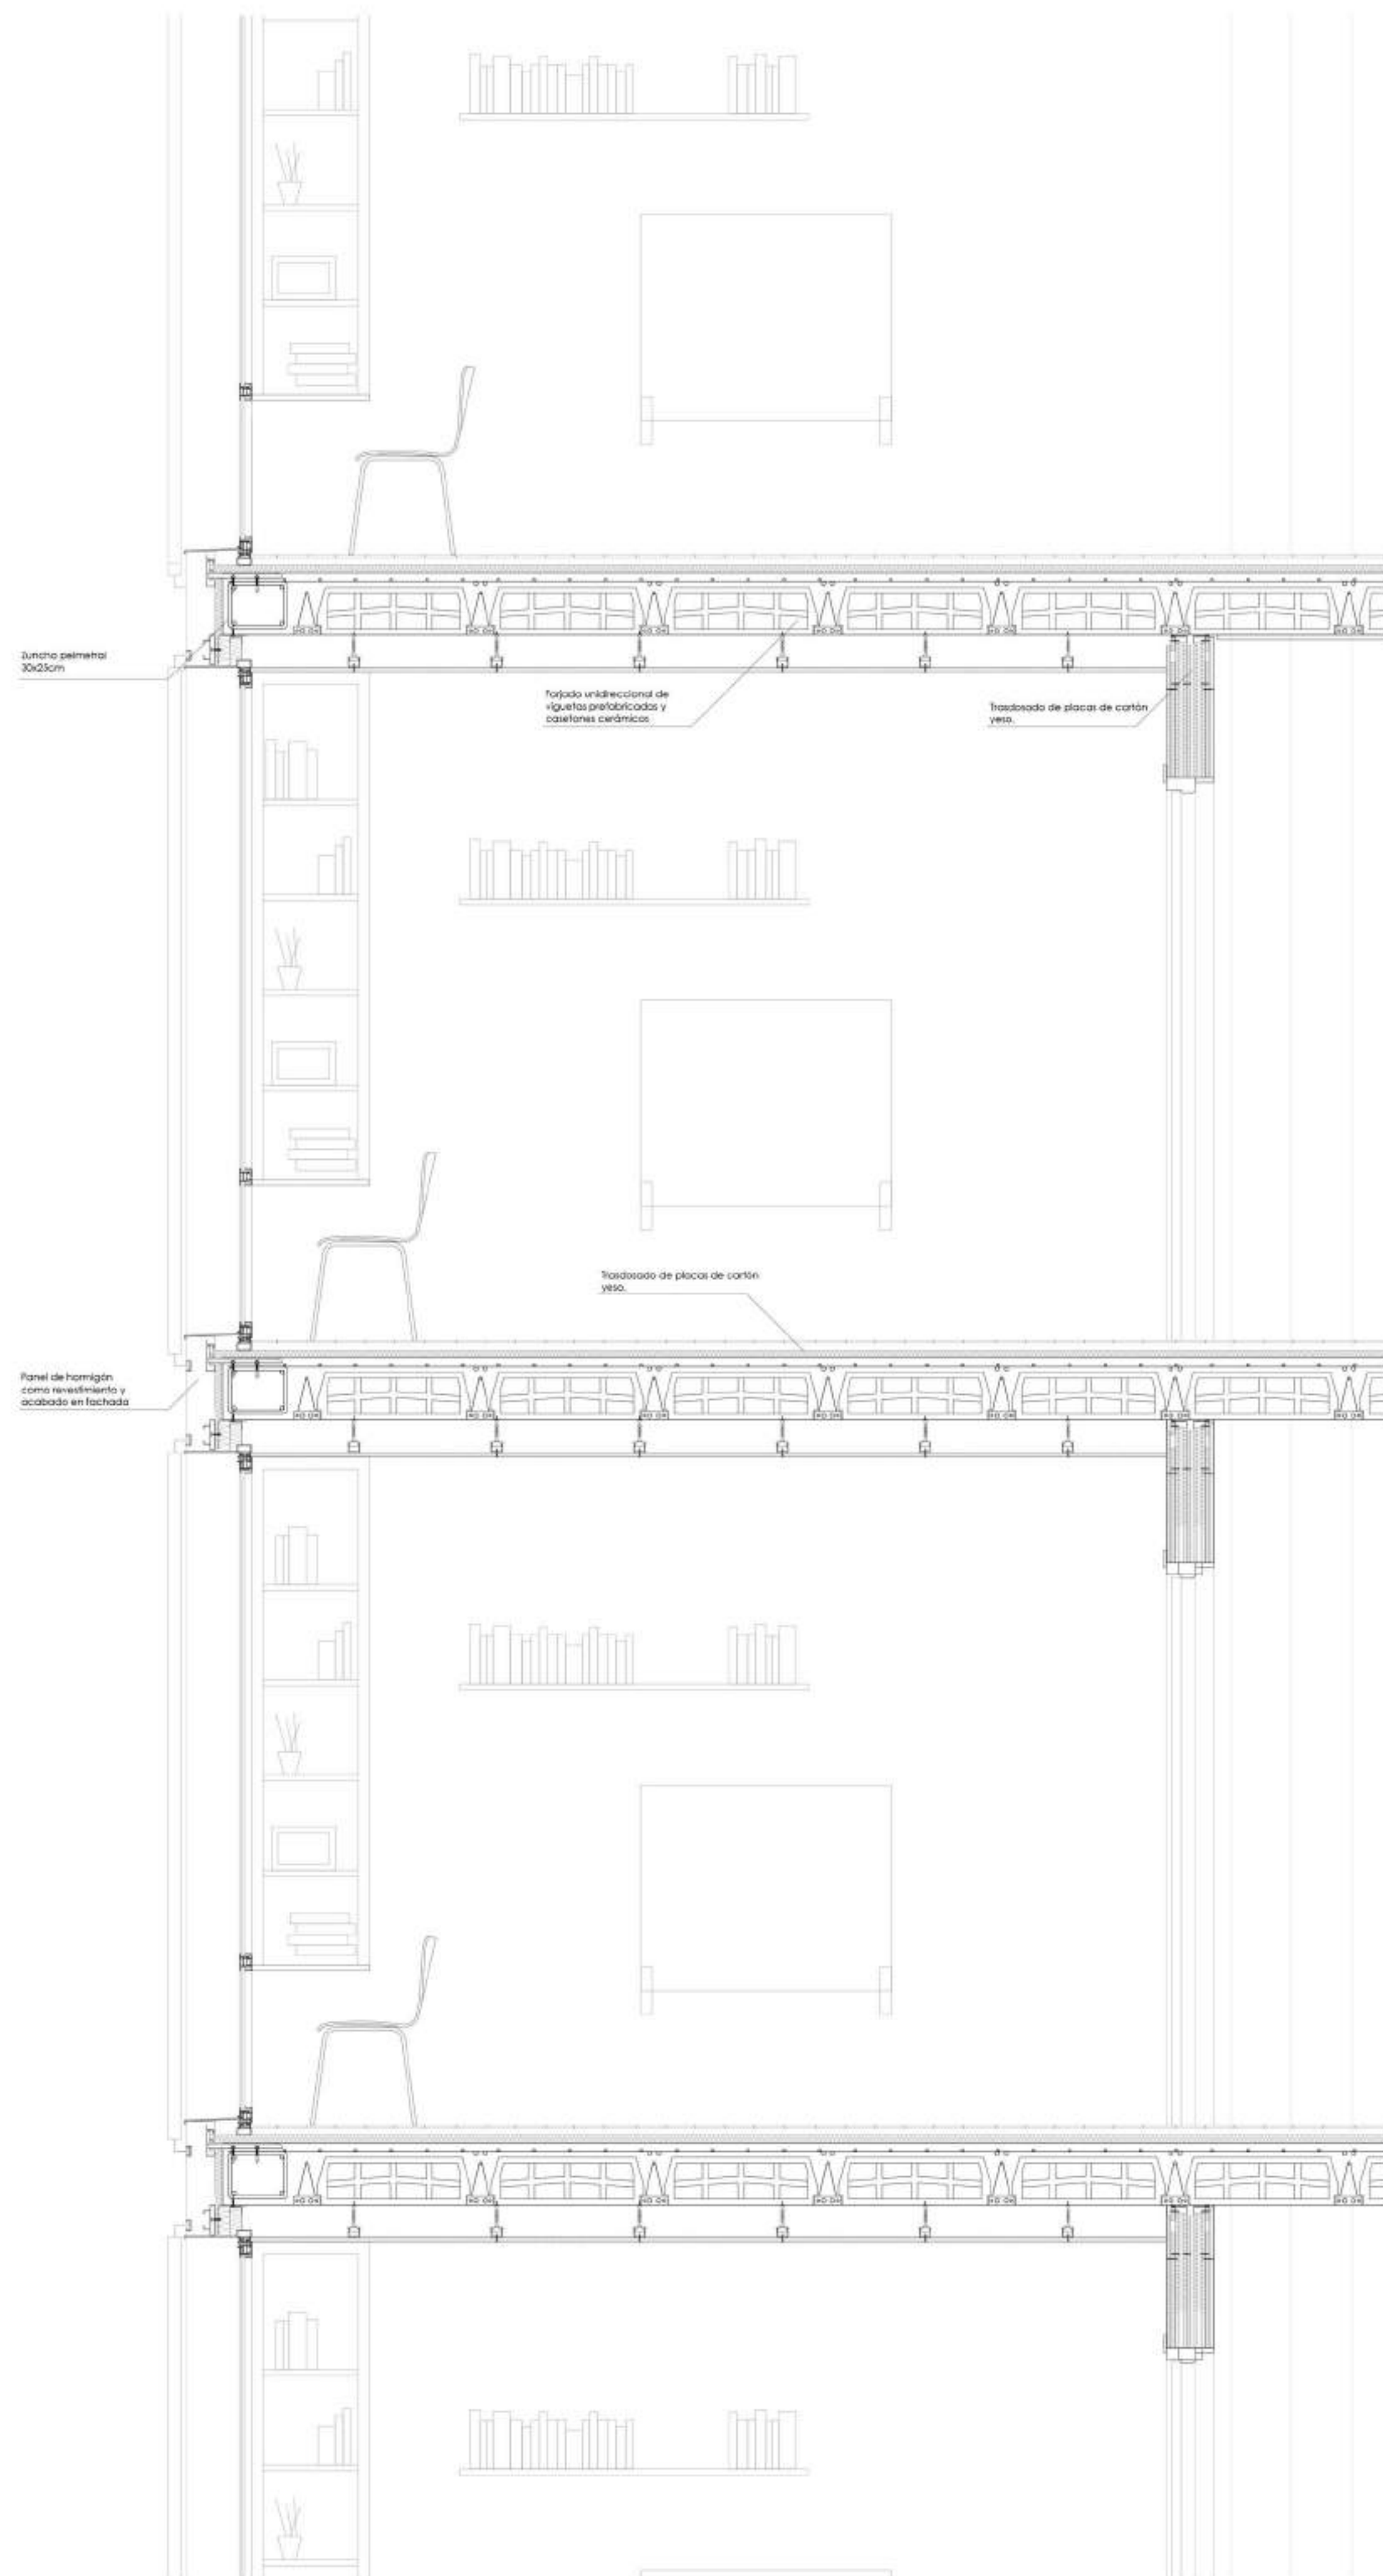 Zuncho perimetral
30x25cm
Forjado unidireccional de
viguetas prefabricadas y
casetones cerámicos
Trasdosado de placas de cartón
yeso.
Trasdosado de placas de cartón
yeso.
Panel de hormigón
como revestimiento y
acabado en fachada